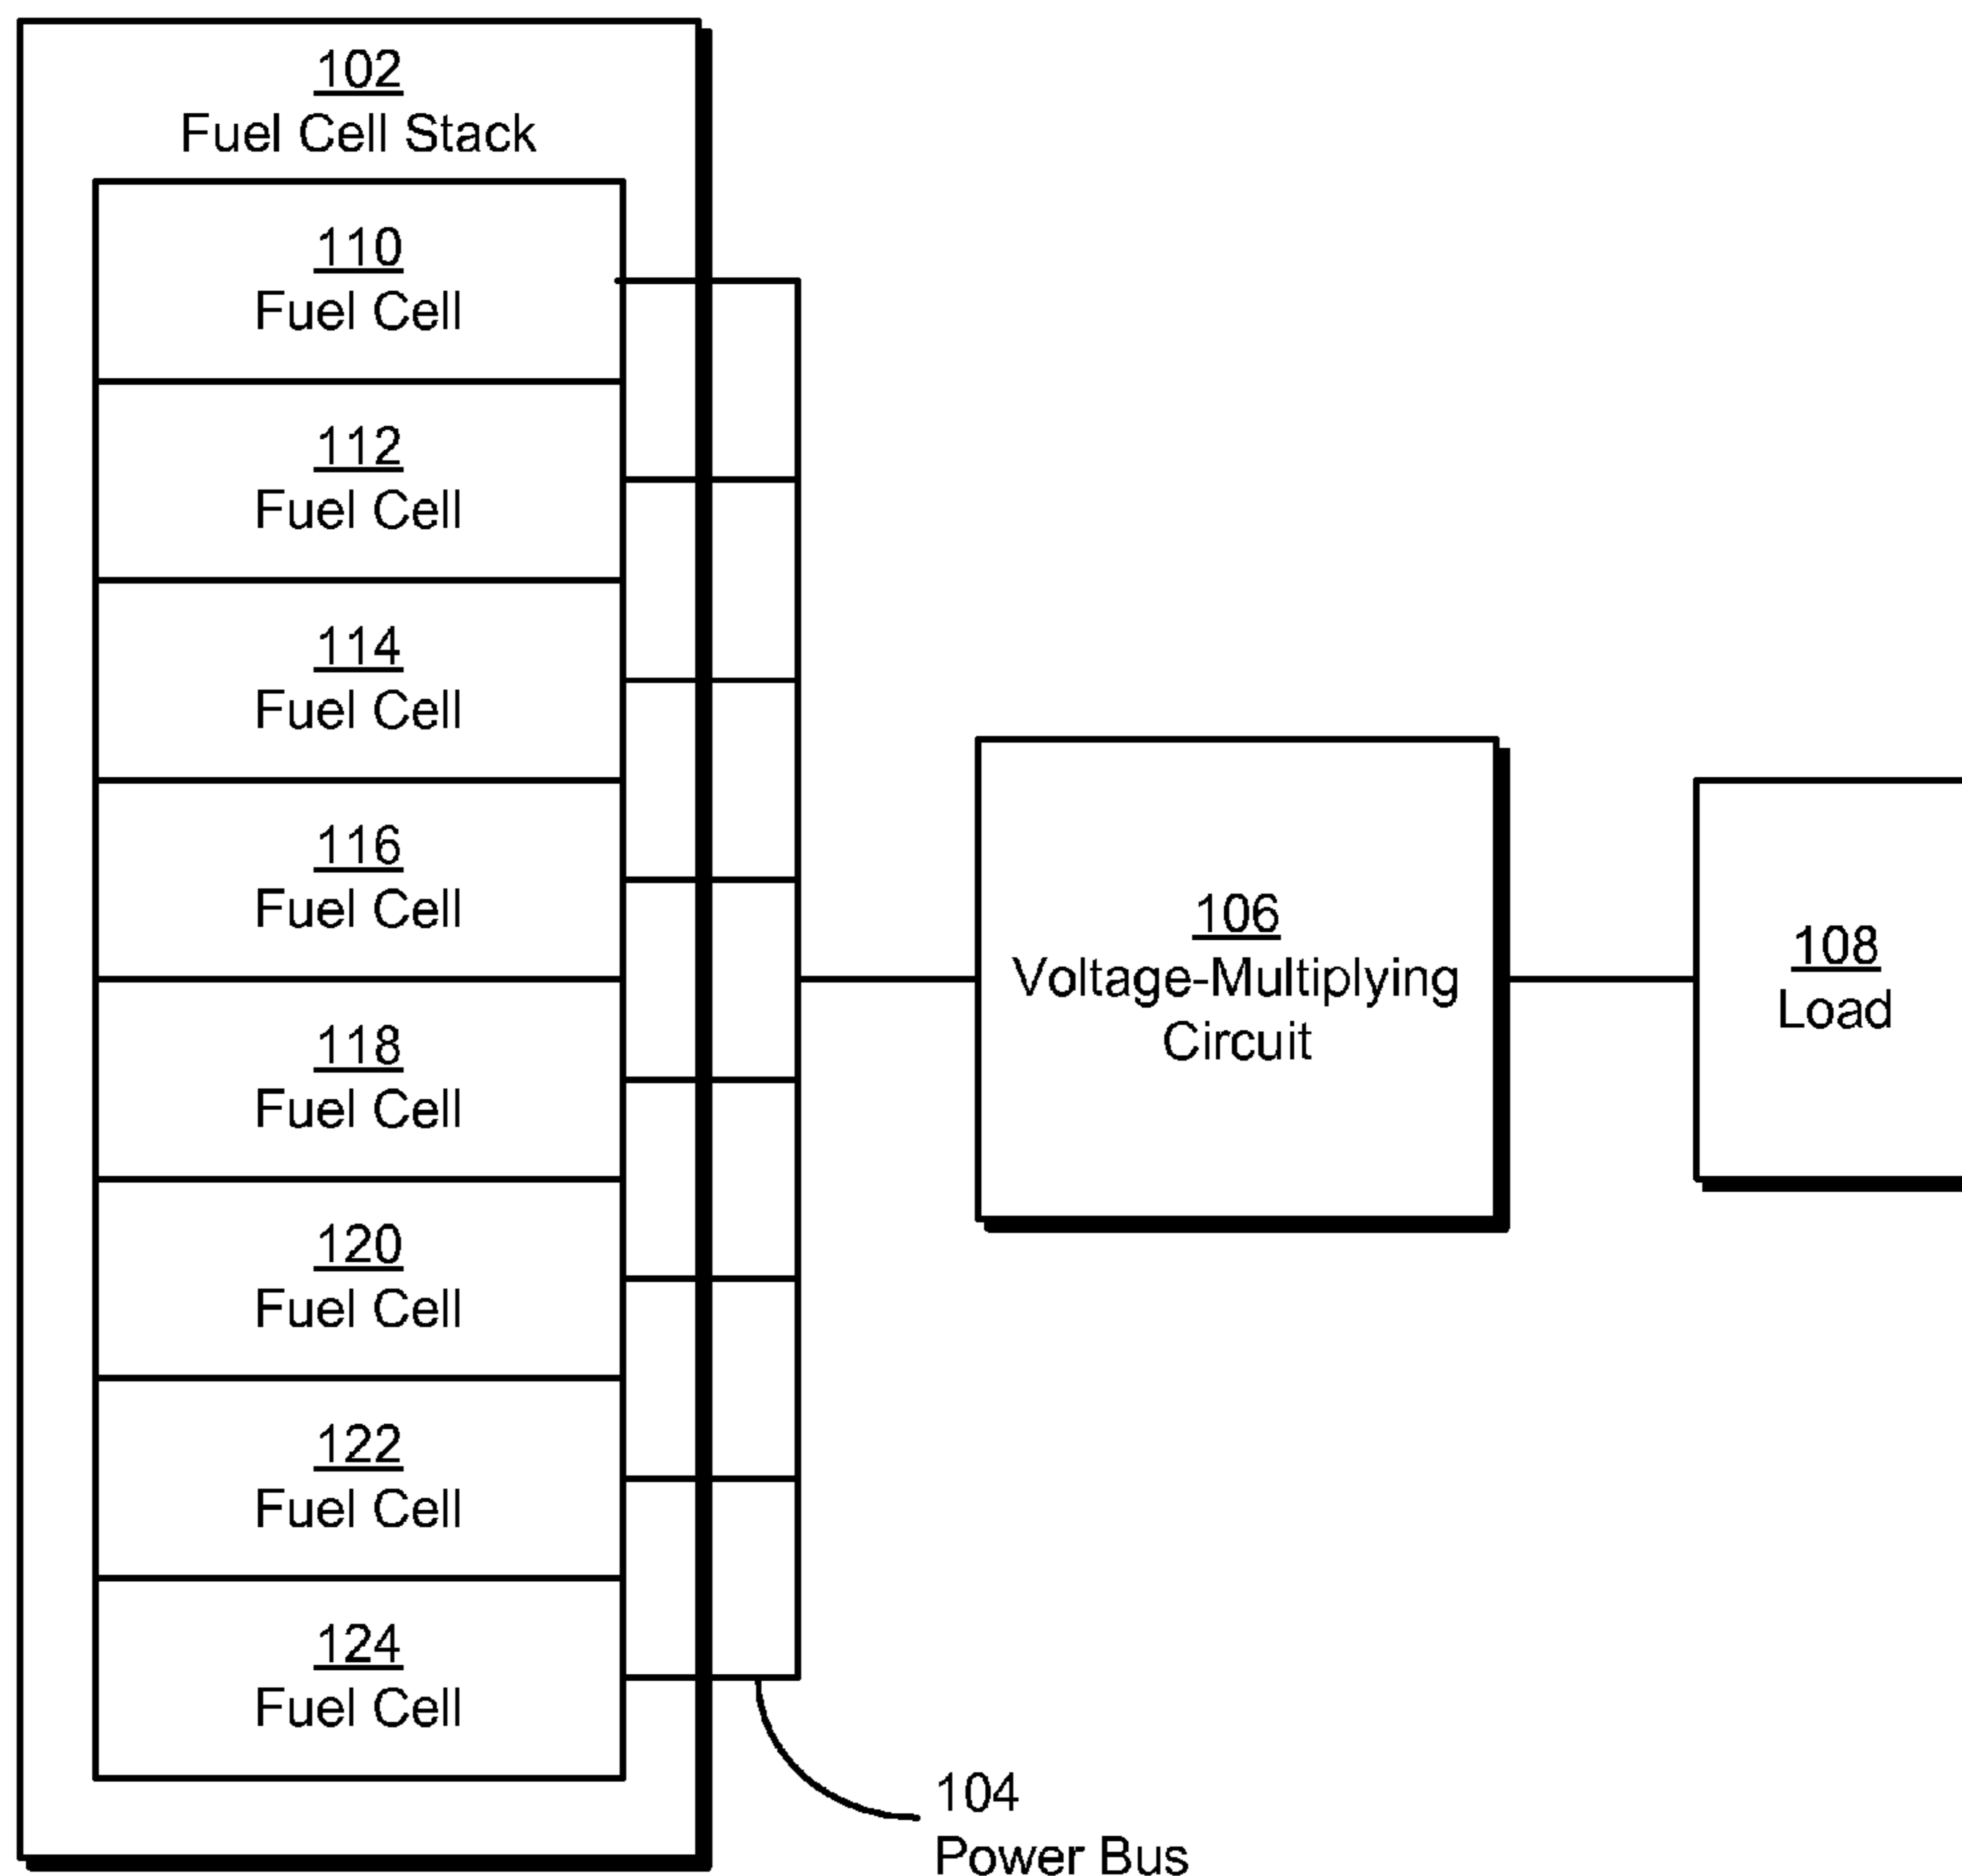 102
Fuel Cell Stack
110
Fuel Cell
112
Fuel Cell
114
Fuel Cell
116
Fuel Cell
118
Fuel Cell
120
Fuel Cell
122
Fuel Cell
124
Fuel Cell
106
Voltage-Multiplying
Circuit
108
Load
104
Power Bus